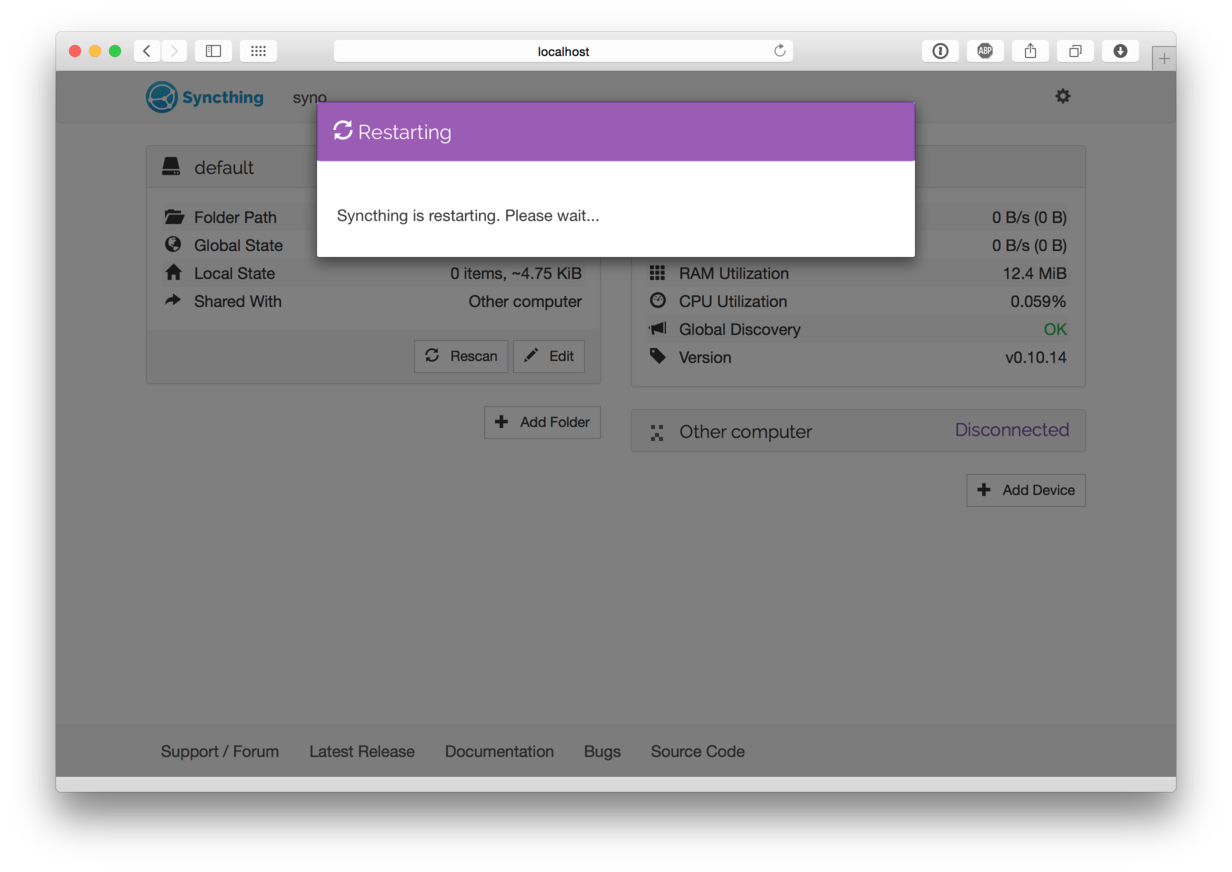 localhost
ABP
Syncthing syno
Restarting
Syncthing is restarting. Please wait...
default
Folder Path
Global State
Local State 0 items, ~4.75 KiB
Shared With Other computer
Rescan Edit
Add Folder
0 B/s (0 B)
0 B/s (0 B)
RAM Utilization 12.4 MiB
CPU Utilization 0.059%
Global Discovery OK
Version v0.10.14
Other computer Disconnected
Add Device
Support / Forum Latest Release Documentation Bugs Source Code